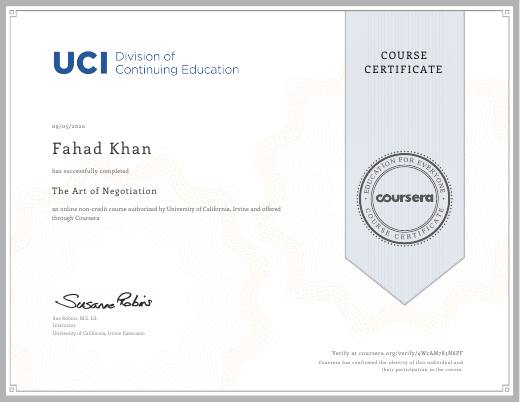 UCI Division of
Continuing Education
COURSE
CERTIFICATE
09/05/2020
Fahad Khan
has successfully completed
The Art of Negotiation
an online non-credit course authorized by University of California, Irvine and offered
through Coursera
EDUCATION FOR EVERYONE
coursera
COURSE CERTIFICATE
Susanne Robins
Sue Robins, M.S. Ed.
Instructor
University of California, Irvine Extension
Verify at coursera.org/verify/
Coursera has confirmed the identity of this individual and
their participation in the course.